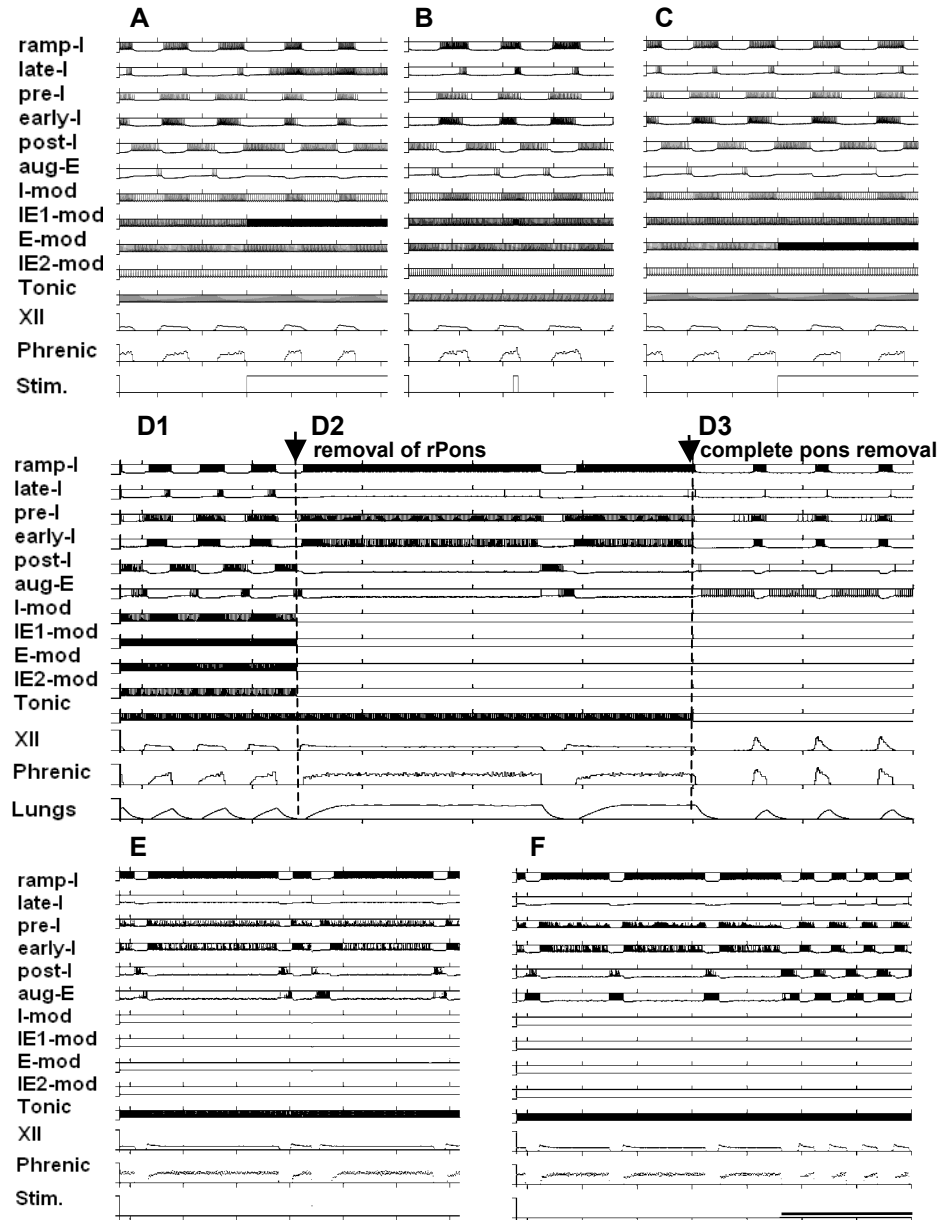 A B C
ramp-I
late-I
pre-I
early-I
post-I
aug-E
I-mod
IE1-mod
E-mod
IE2-mod
Tonic
XII
Phrenic
Stim.
D1 D2 D3
removal of rPons complete pons removal
ramp-I
late-I
pre-I
early-I
post-I
aug-E
I-mod
IE1-mod
E-mod
IE2-mod
Tonic
XII
Phrenic
Lungs
E F
ramp-I
late-I
pre-I
early-I
post-I
aug-E
I-mod
IE1-mod
E-mod
IE2-mod
Tonic
XII
Phrenic
Stim.